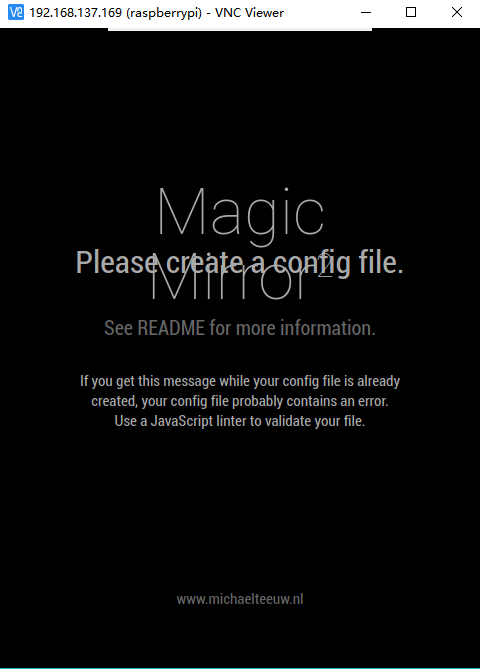 192.168.137.169 (raspberrypi) - VNC Viewer
Magic
Mirror²
Please create a config file.
See README for more information.
If you get this message while your config file is already
created, your config file probably contains an error.
Use a JavaScript linter to validate your file.
www.michaelteeuw.nl